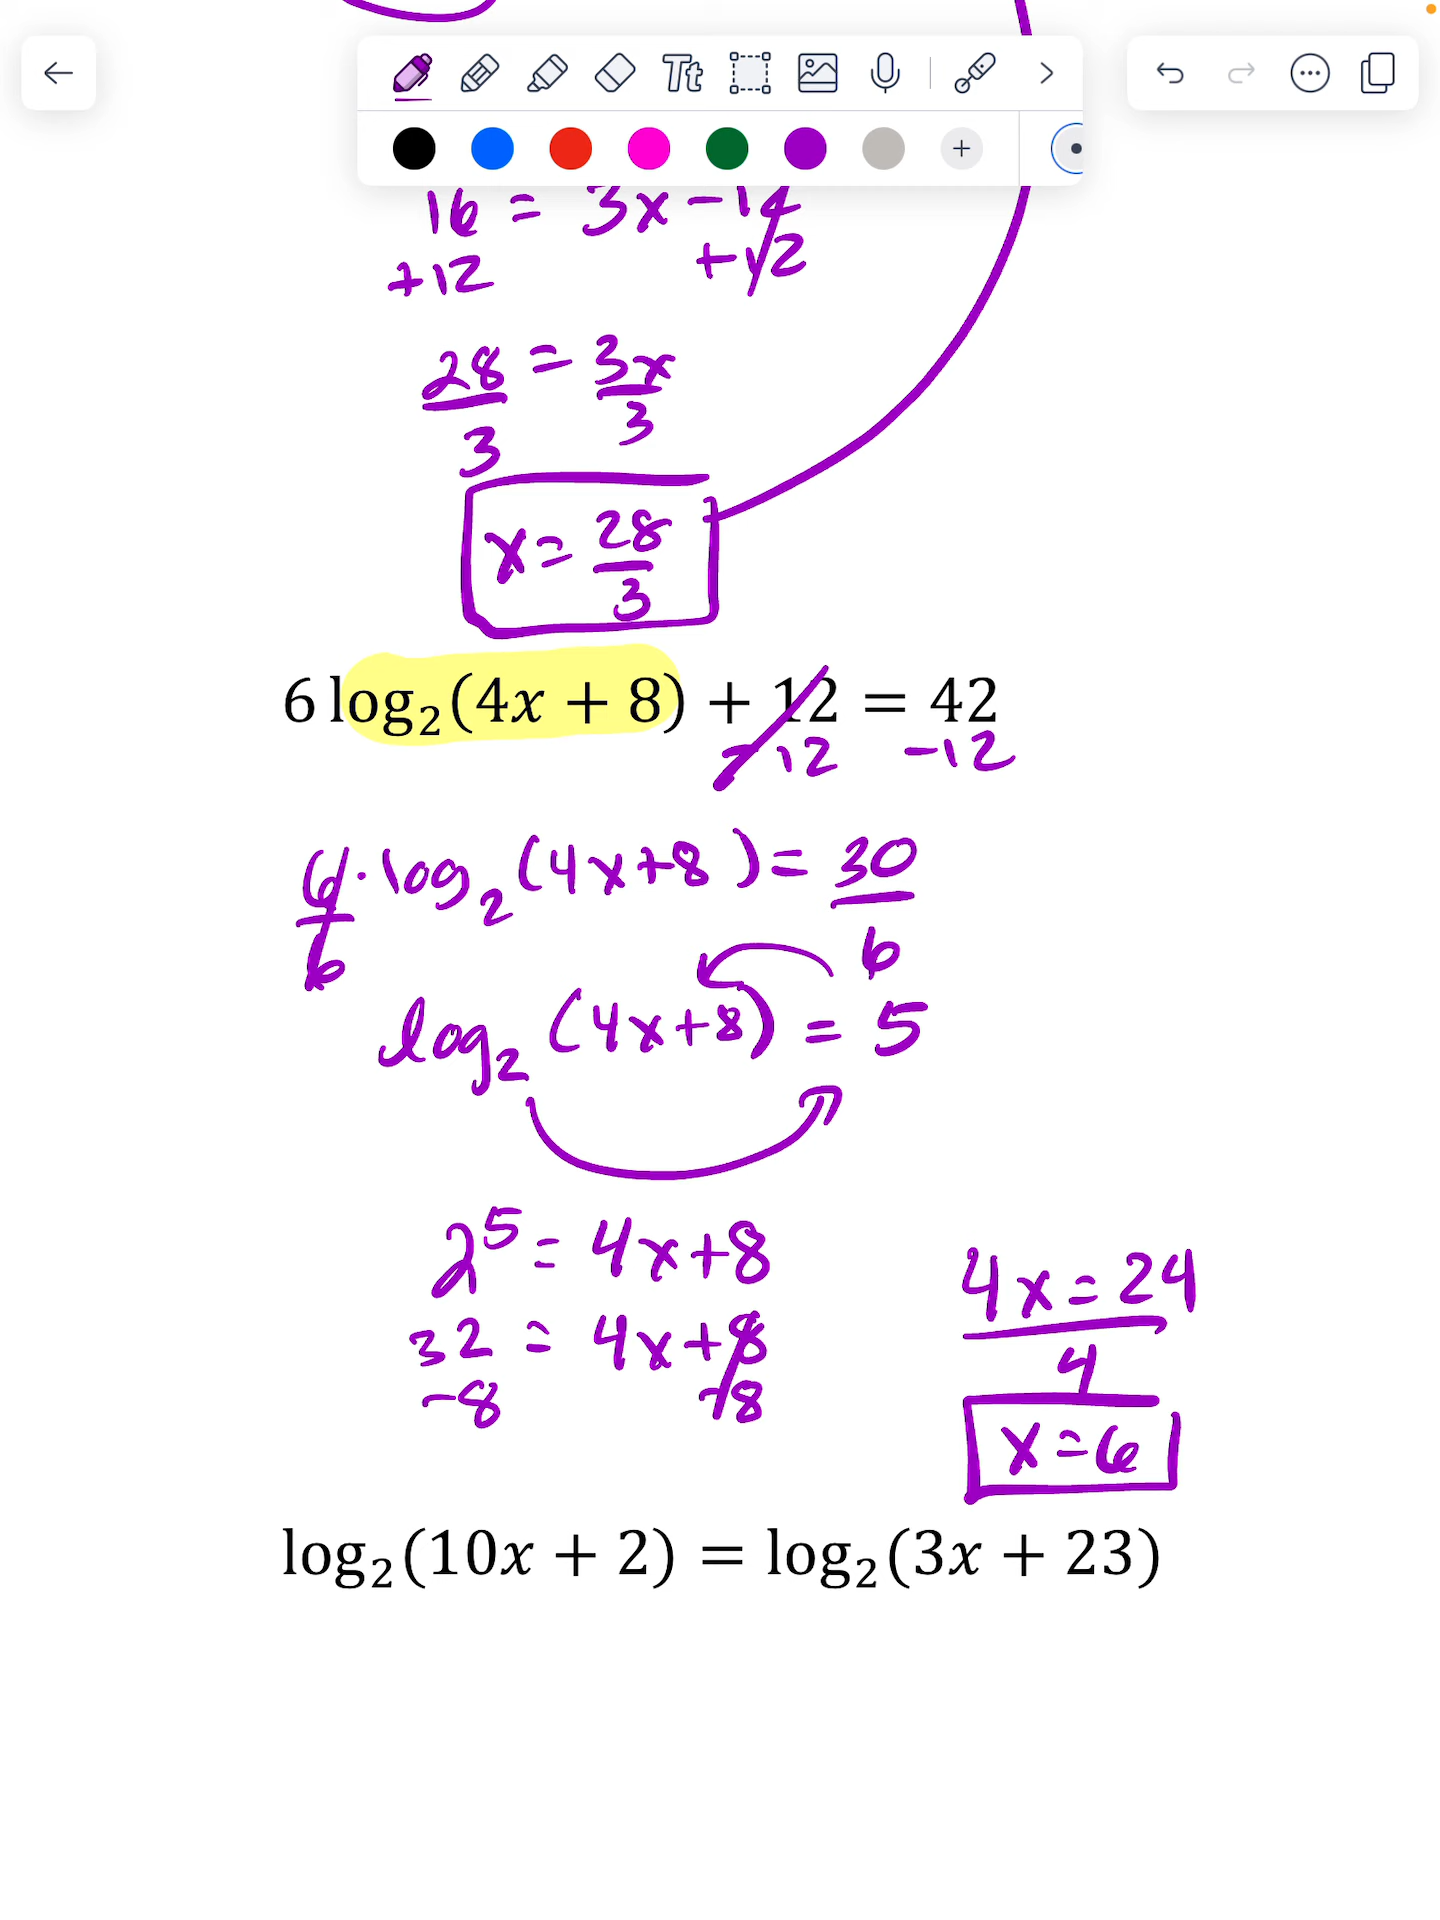 Tt
16 = 3x - 12
+12 +12
28/3 = 3x/3
x = 28/3
6 log₂(4x + 8) + 12 = 42
-12 -12
6/6 · log₂(4x+8) = 30/6
log₂(4x+8) = 5
2⁵ = 4x+8
32 = 4x+8
-8 -8
4x = 24
4
x = 6
log₂(10x + 2) = log₂(3x + 23)